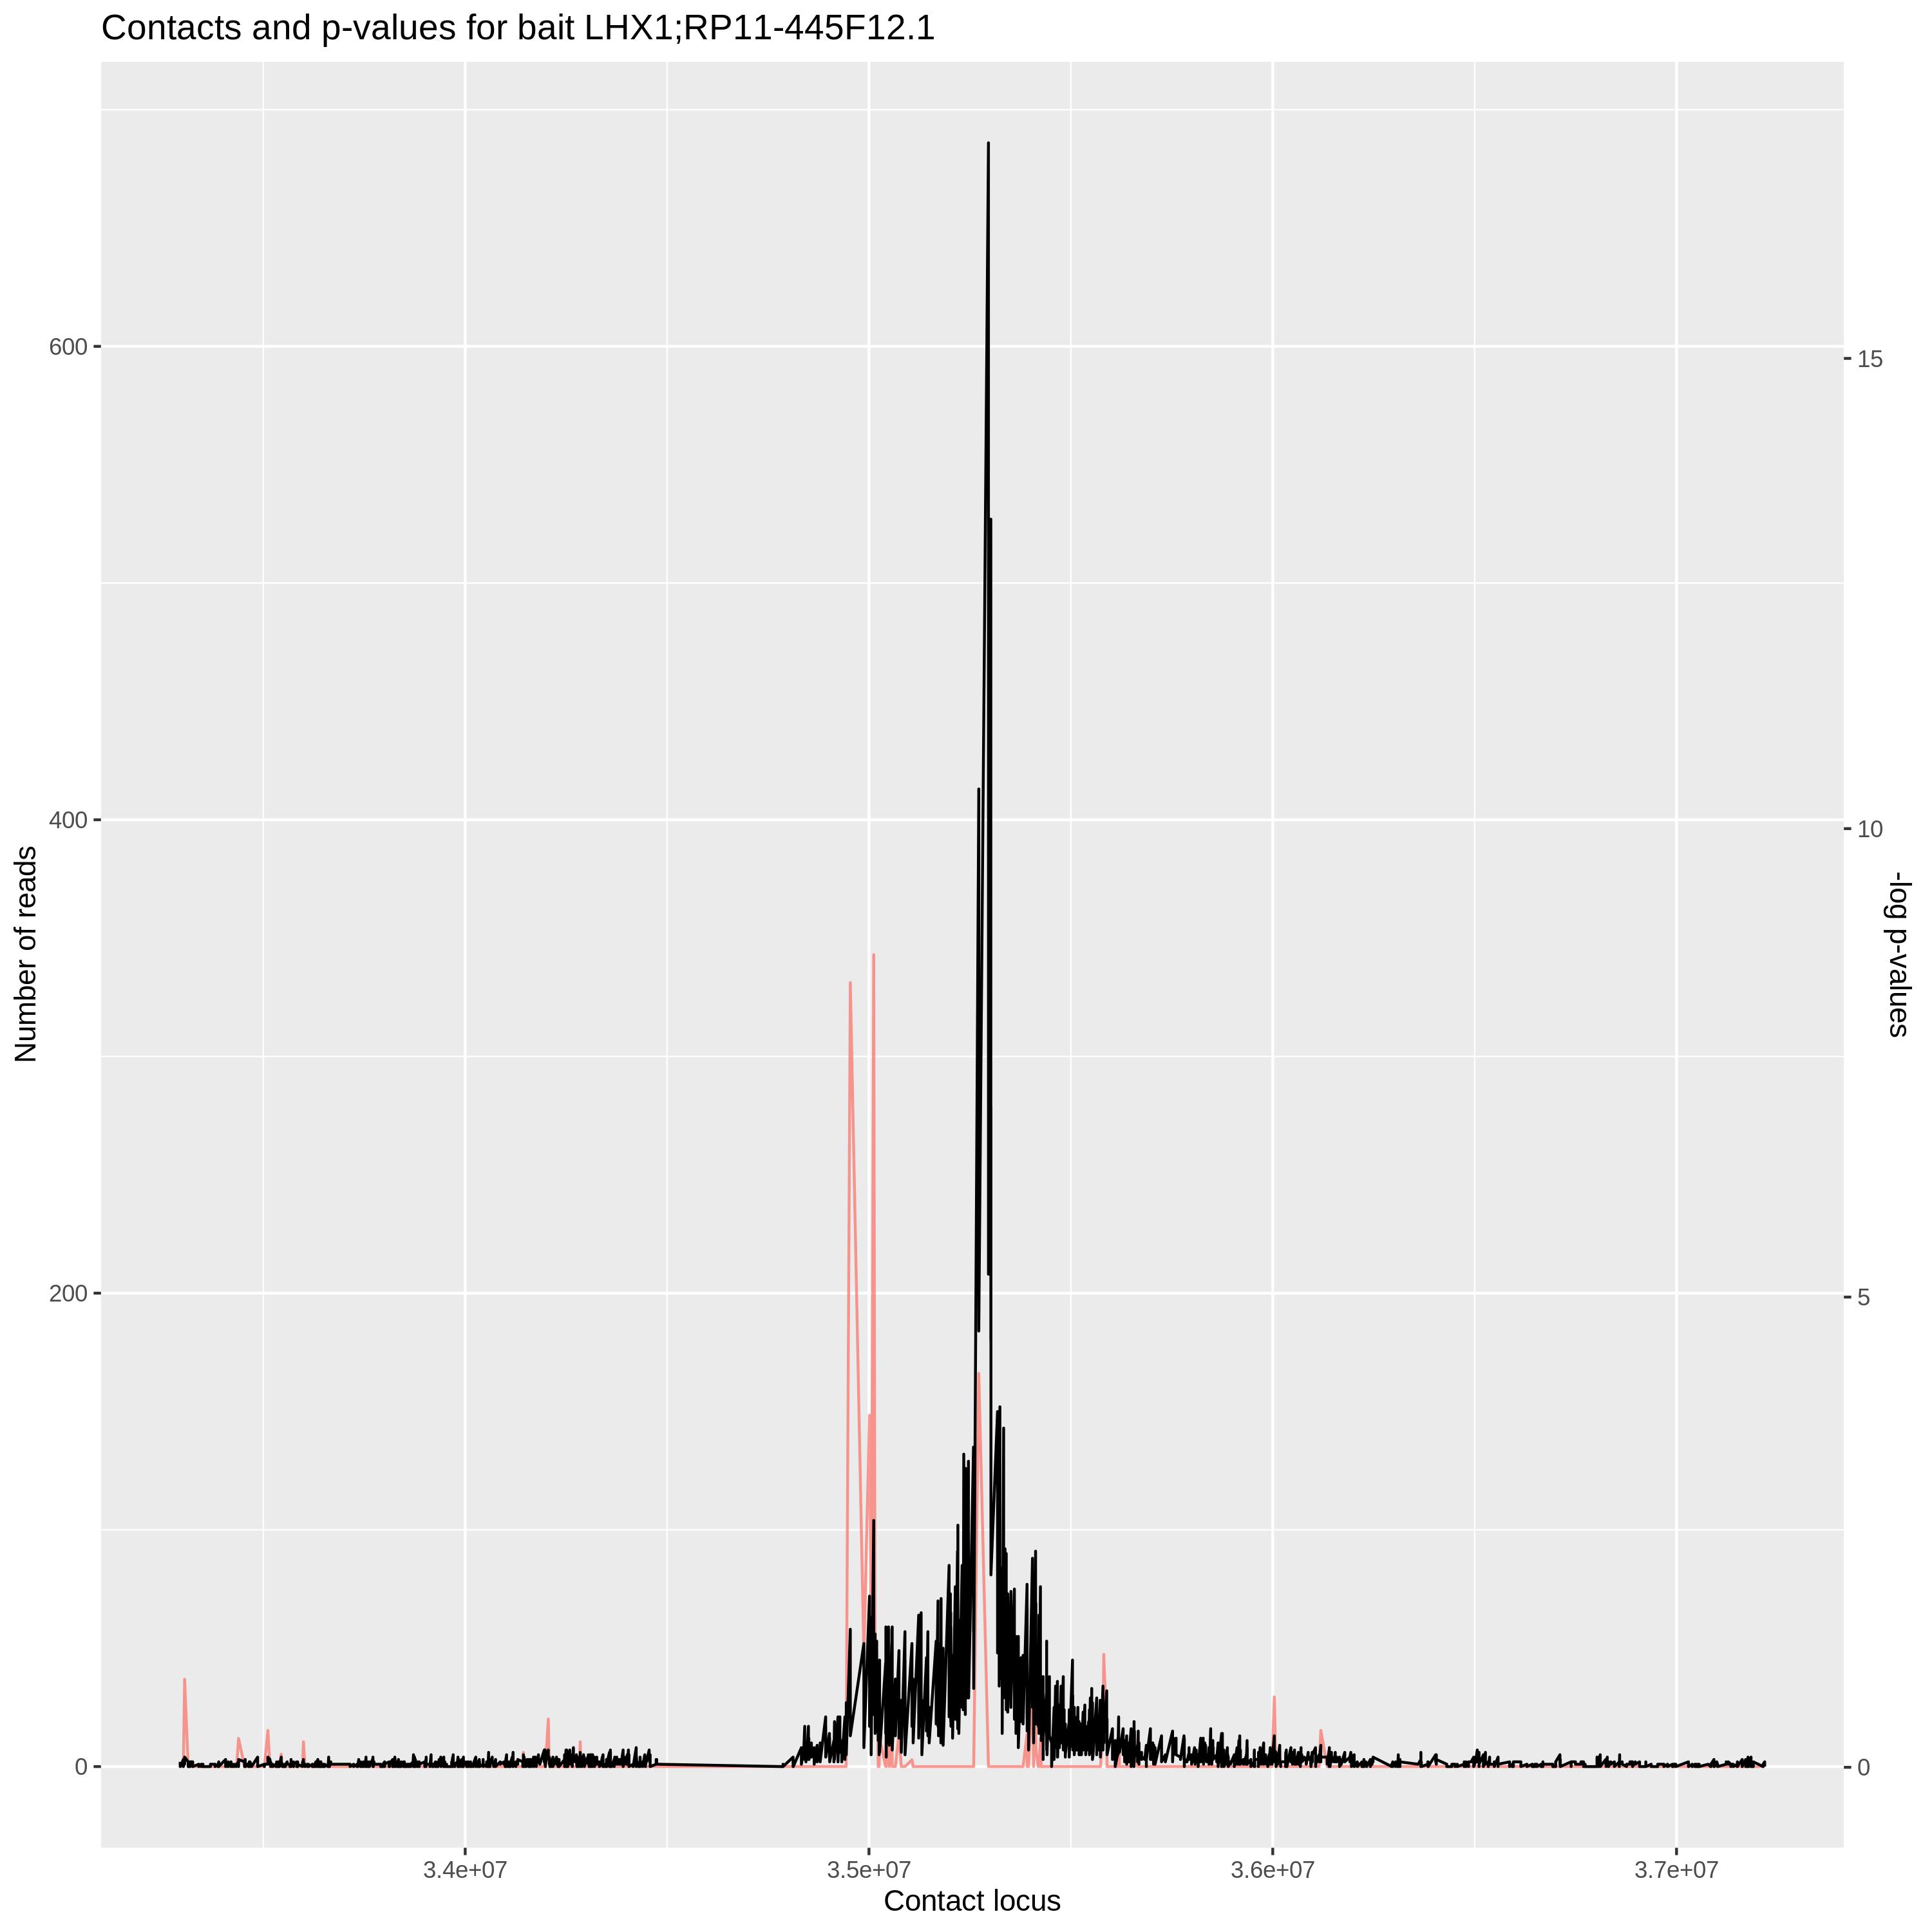 Contacts and p-values for bait LHX1;RP11-445F12.1
600
400
200
0
Number of reads
15
10
5
0
-log p-values
3.4e+07
3.5e+07
3.6e+07
3.7e+07
Contact locus